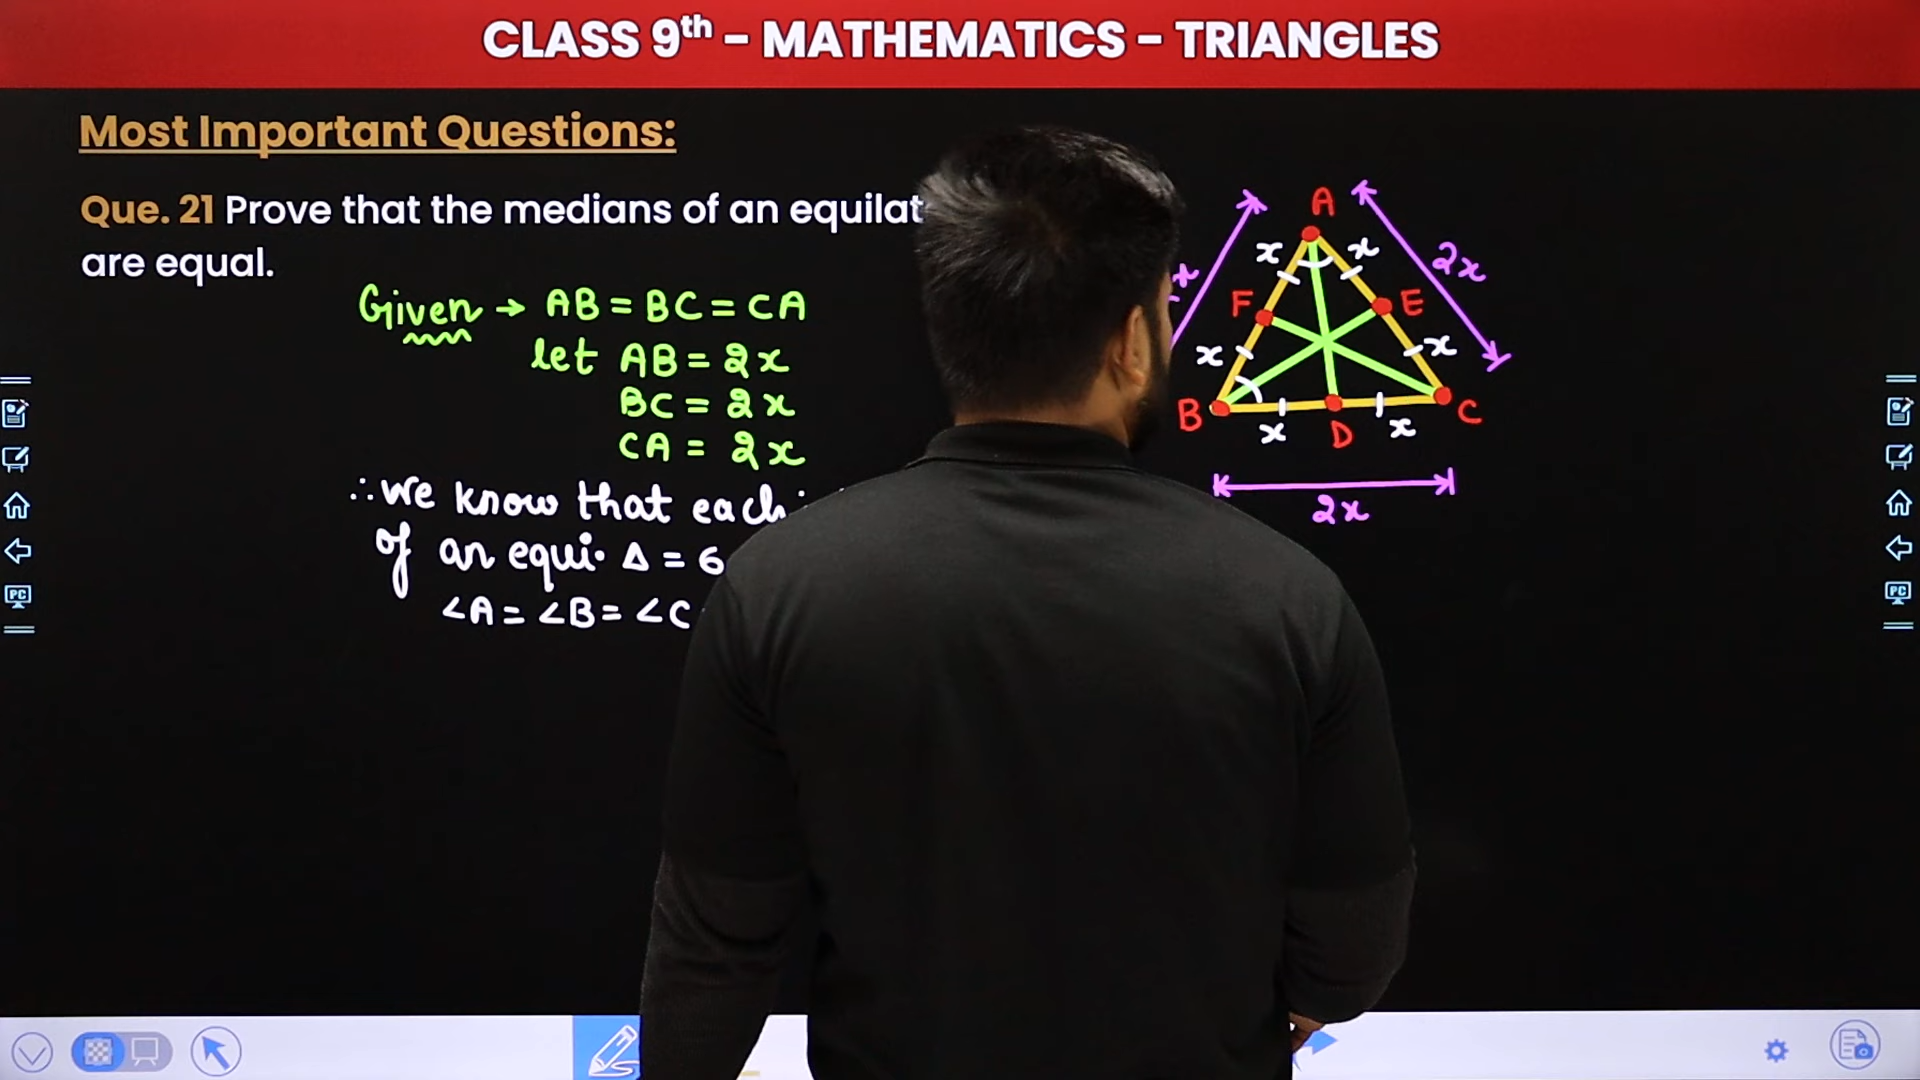 CLASS 9th – MATHEMATICS – TRIANGLES
Most Important Questions:
Que. 21 Prove that the medians of an equilat
are equal.
Given → AB = BC = CA
let AB = 2x
BC = 2x
CA = 2x
∴ we know that each
of an equi. Δ = 6
∠A = ∠B = ∠C
A
x x
2x
x
F E
x x
B C
x D x
2x
PC
PC